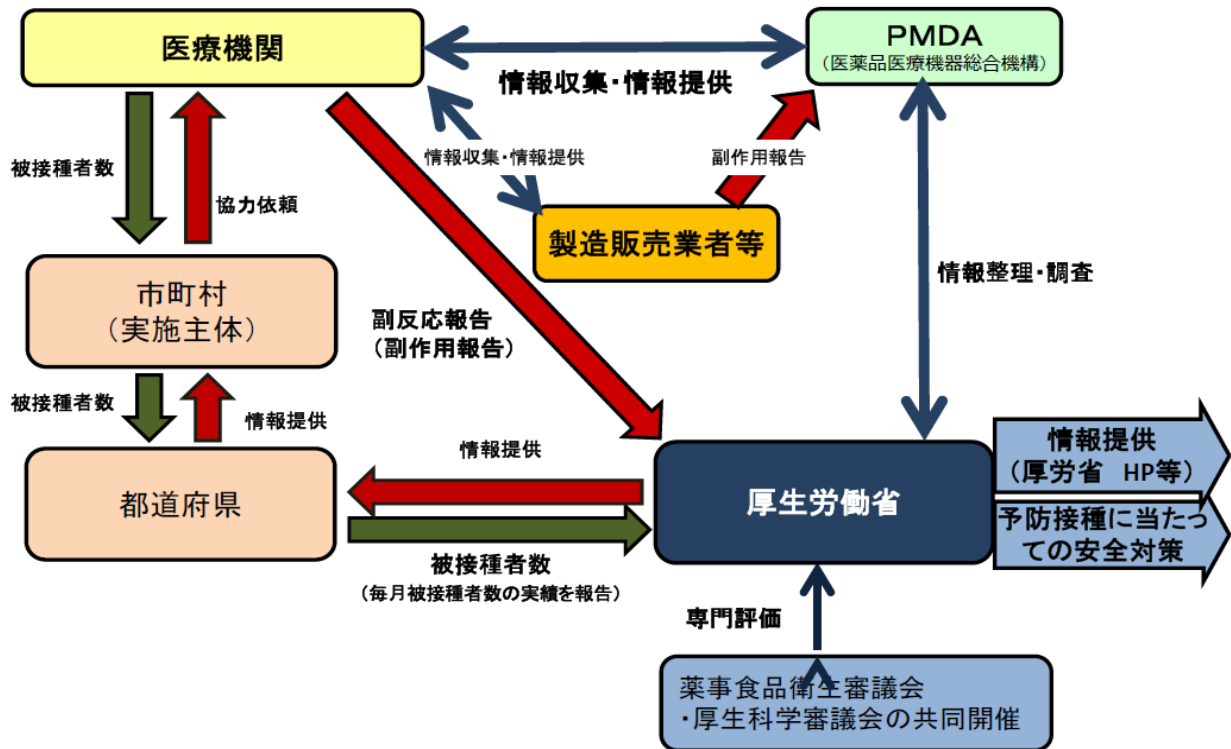 医療機関
PMDA
(医薬品医療機器総合機構)
情報収集・情報提供
被接種者数
協力依頼
情報収集・情報提供
副作用報告
製造販売業者等
市町村
(実施主体)
副反応報告
(副作用報告)
情報整理・調査
被接種者数
情報提供
都道府県
情報提供
被接種者数
(毎月被接種者数の実績を報告)
厚生労働省
情報提供
(厚労省 HP等)
予防接種に当たっ
ての安全対策
専門評価
薬事食品衛生審議会
・厚生科学審議会の共同開催